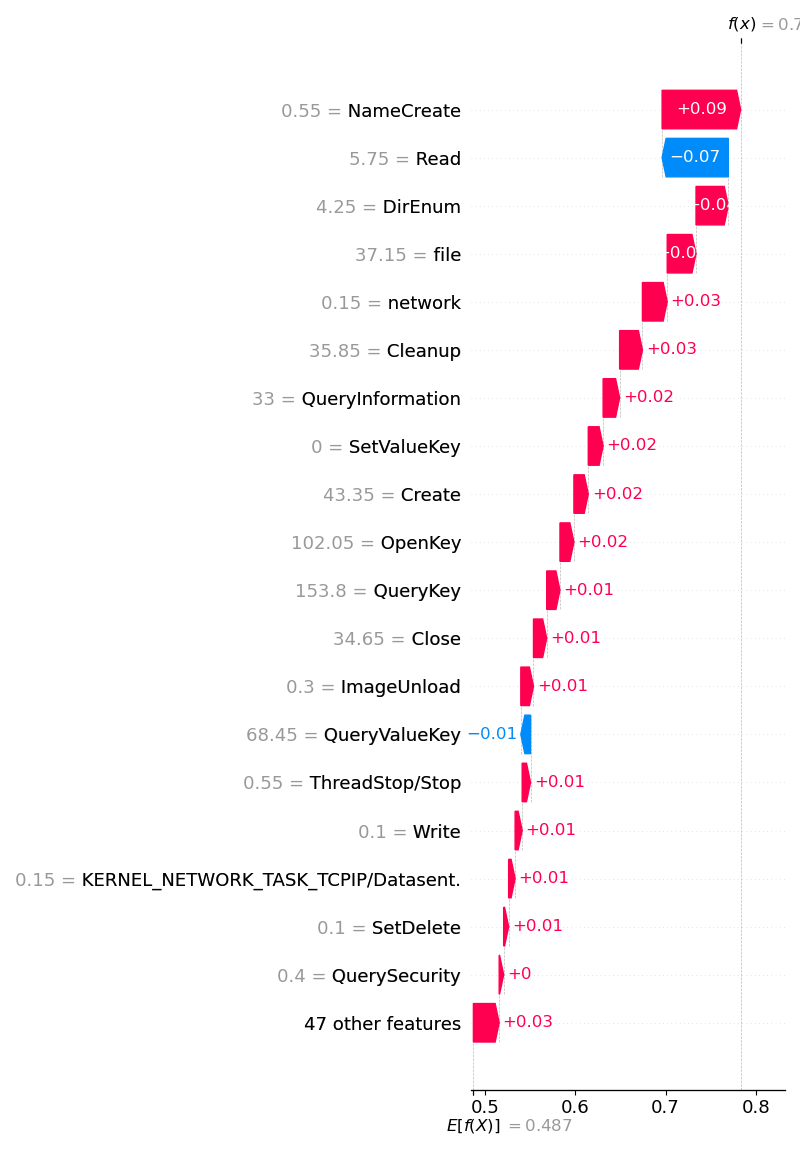 f(x) = 0.7
0.55 = NameCreate +0.09
5.75 = Read −0.07
4.25 = DirEnum
37.15 = file
0.15 = network +0.03
35.85 = Cleanup +0.03
33 = QueryInformation +0.02
0 = SetValueKey +0.02
43.35 = Create +0.02
102.05 = OpenKey +0.02
153.8 = QueryKey +0.01
34.65 = Close +0.01
0.3 = ImageUnload +0.01
68.45 = QueryValueKey −0.01
0.55 = ThreadStop/Stop +0.01
0.1 = Write +0.01
0.15 = KERNEL_NETWORK_TASK_TCPIP/Datasent. +0.01
0.1 = SetDelete +0.01
0.4 = QuerySecurity +0
47 other features +0.03
0.5 0.6 0.7 0.8
E[f(X)] = 0.487